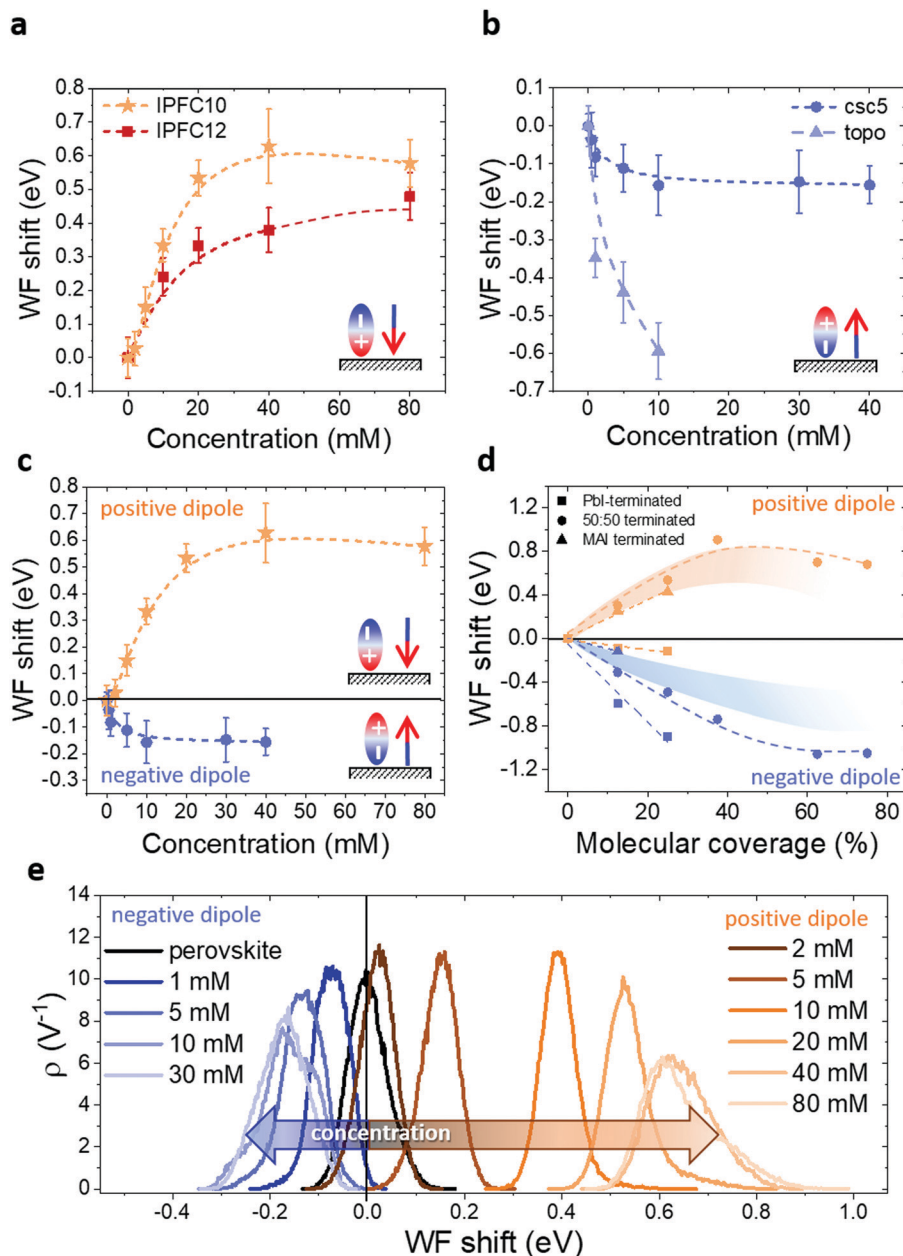 a
0.8
0.7
0.6
0.5
0.4
0.3
0.2
0.1
0.0
-0.1
WF shift (eV)
IPFC10
IPFC12
−
+
0 20 40 60 80
Concentration (mM)
b
0.1
0.0
-0.1
-0.2
-0.3
-0.4
-0.5
-0.6
-0.7
WF shift (eV)
csc5
topo
+
−
0 10 20 30 40
Concentration (mM)
c
0.8
0.7
0.6
0.5
0.4
0.3
0.2
0.1
0.0
-0.1
-0.2
-0.3
WF shift (eV)
positive dipole
−
+
+
−
negative dipole
0 10 20 30 40 50 60 70 80
Concentration (mM)
d
1.2
0.8
0.4
0.0
-0.4
-0.8
-1.2
WF shift (eV)
PbI-terminated
50:50 terminated
MAI terminated
positive dipole
negative dipole
0 20 40 60 80
Molecular coverage (%)
e
14
12
10
8
6
4
2
0
ρ (V⁻¹)
negative dipole
perovskite
1 mM
5 mM
10 mM
30 mM
positive dipole
2 mM
5 mM
10 mM
20 mM
40 mM
80 mM
concentration
-0.4 -0.2 0.0 0.2 0.4 0.6 0.8 1.0
WF shift (eV)